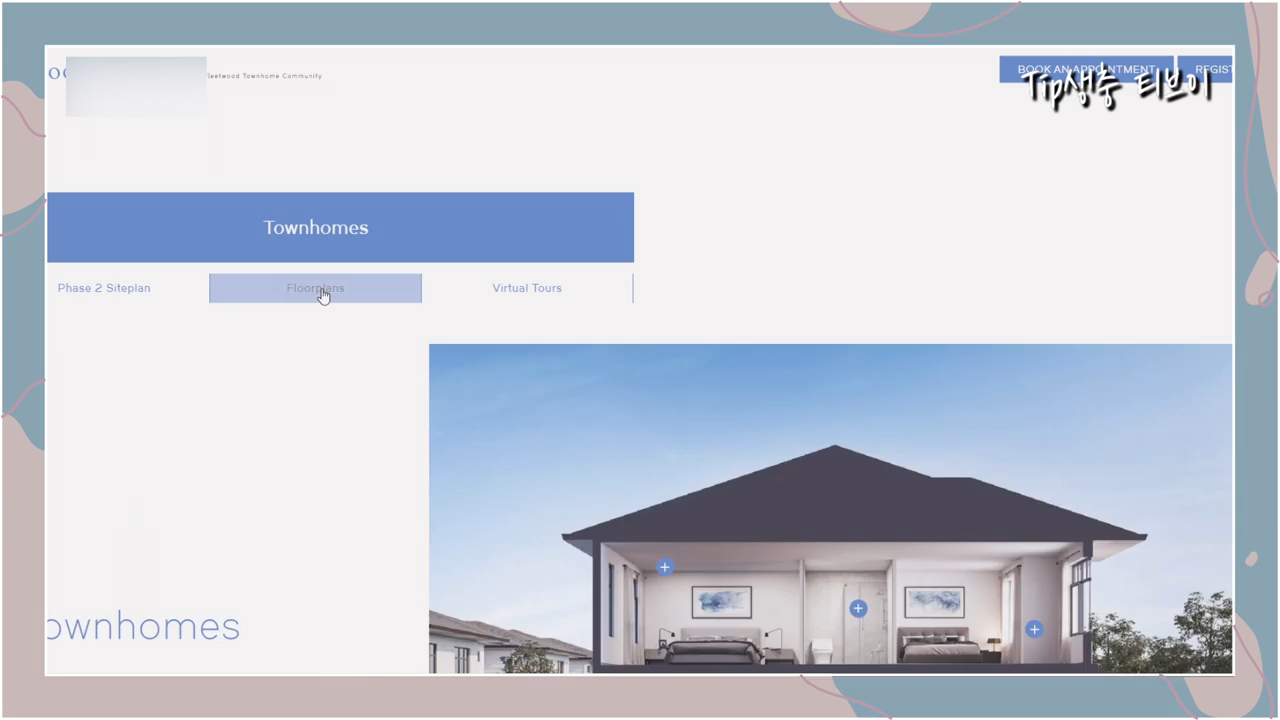 Fleetwood Townhome Community
BOOK AN APPOINTMENT
REGIST
Tip생충 티브이
Townhomes
Phase 2 Siteplan
Floorplans
Virtual Tours
ownhomes